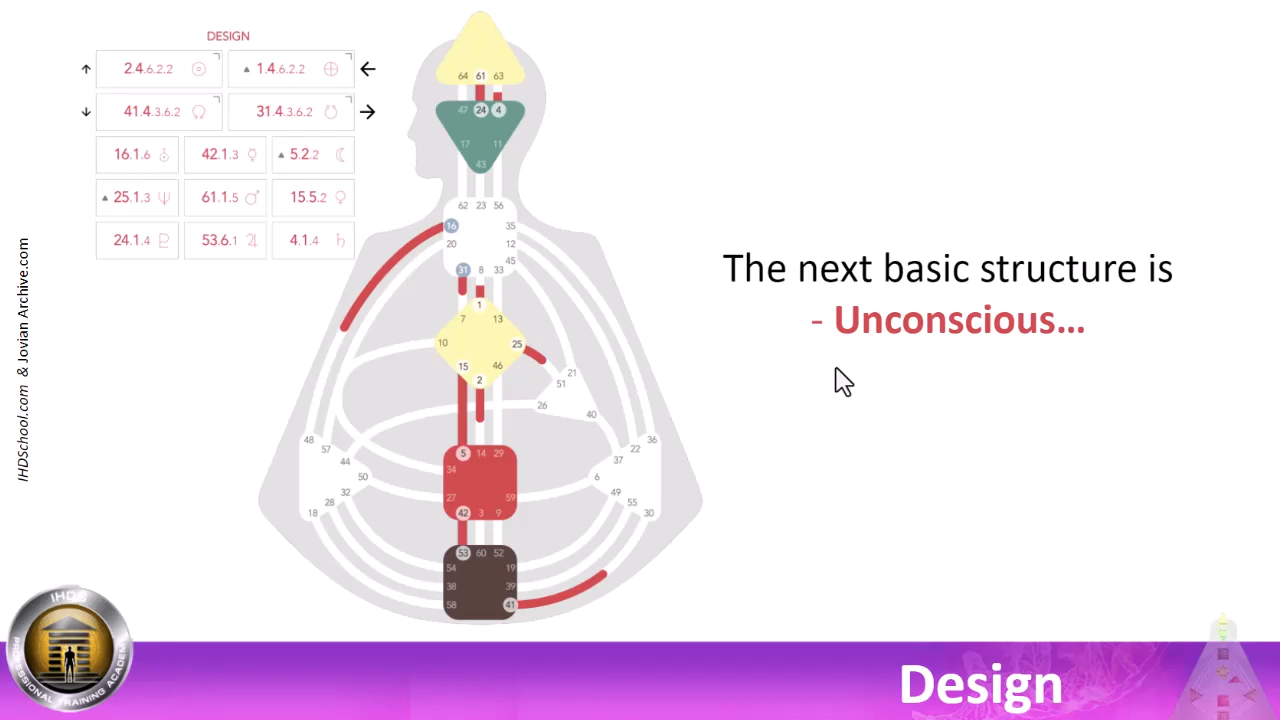 DESIGN
2.4.6.2.2
1.4.6.2.2
41.4.3.6.2
31.4.3.6.2
16.1.6
42.1.3
5.2.2
25.1.3
61.1.5
15.5.2
24.1.4
53.6.1
4.1.4
64 61 63
47 24 4
17 11
43
62 23 56
16 35
20 12
45
31 8 33
1
7 13
10 25
15 46
2
21
51
26
40
48 36
57 22
44 37
50 6
32 49
28 55
18 30
5 14 29
34
27 59
42 3 9
53 60 52
54 19
38 39
58 41
The next basic structure is
- Unconscious...
IHDSchool.com & Jovian Archive.com
IHDS
PROFESSIONAL TRAINING ACADEMY
Design